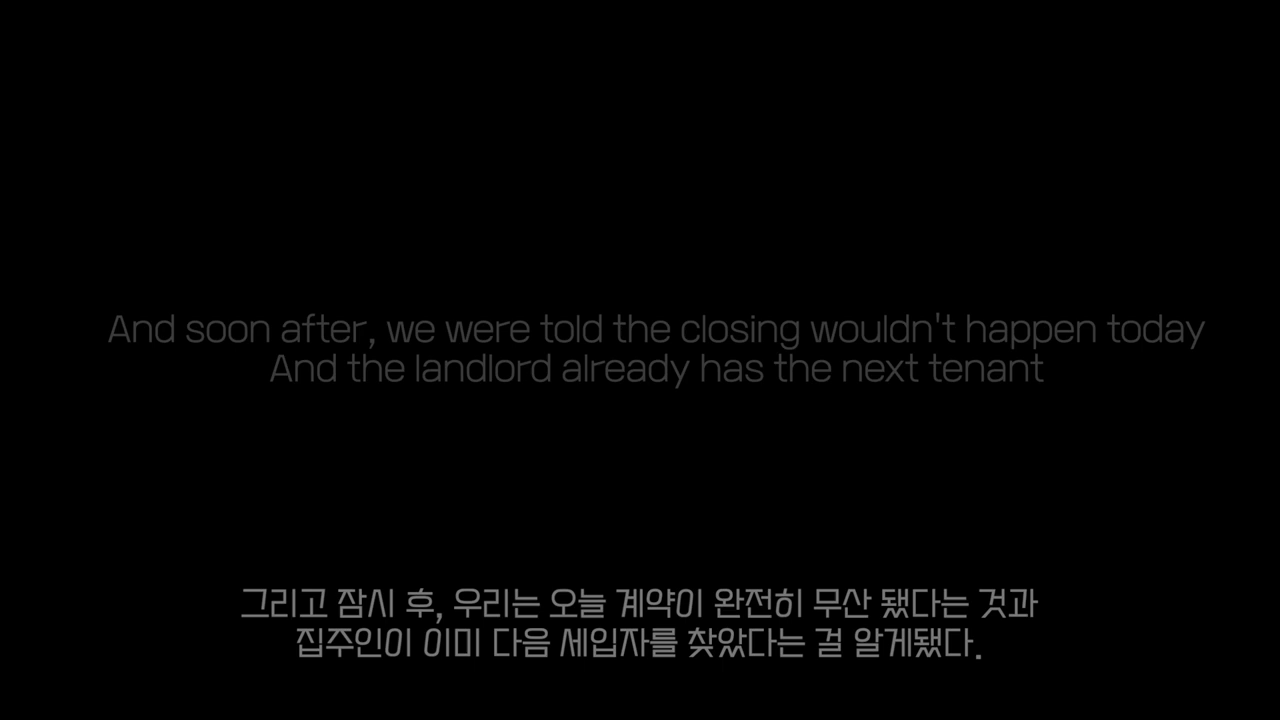 And soon after, we were told the closing wouldn't happen today
And the landlord already has the next tenant
그리고 잠시 후, 우리는 오늘 계약이 완전히 무산 됐다는 것과
집주인이 이미 다음 세입자를 찾았다는 걸 알게됐다.